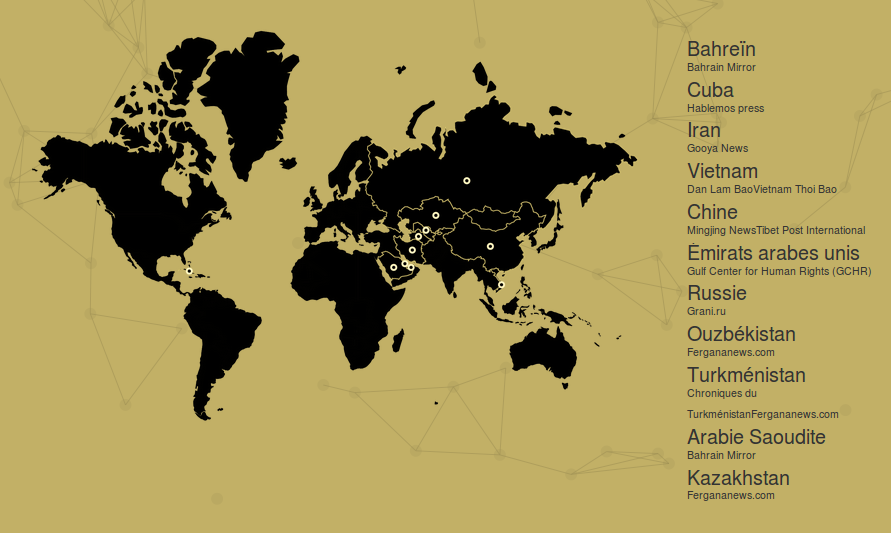 Bahreïn
Bahrain Mirror
Cuba
Hablemos press
Iran
Gooya News
Vietnam
Dan Lam BaoVietnam Thoi Bao
Chine
Mingjing NewsTibet Post International
Émirats arabes unis
Gulf Center for Human Rights (GCHR)
Russie
Grani.ru
Ouzbékistan
Fergananews.com
Turkménistan
Chroniques du
TurkménistanFergananews.com
Arabie Saoudite
Bahrain Mirror
Kazakhstan
Fergananews.com